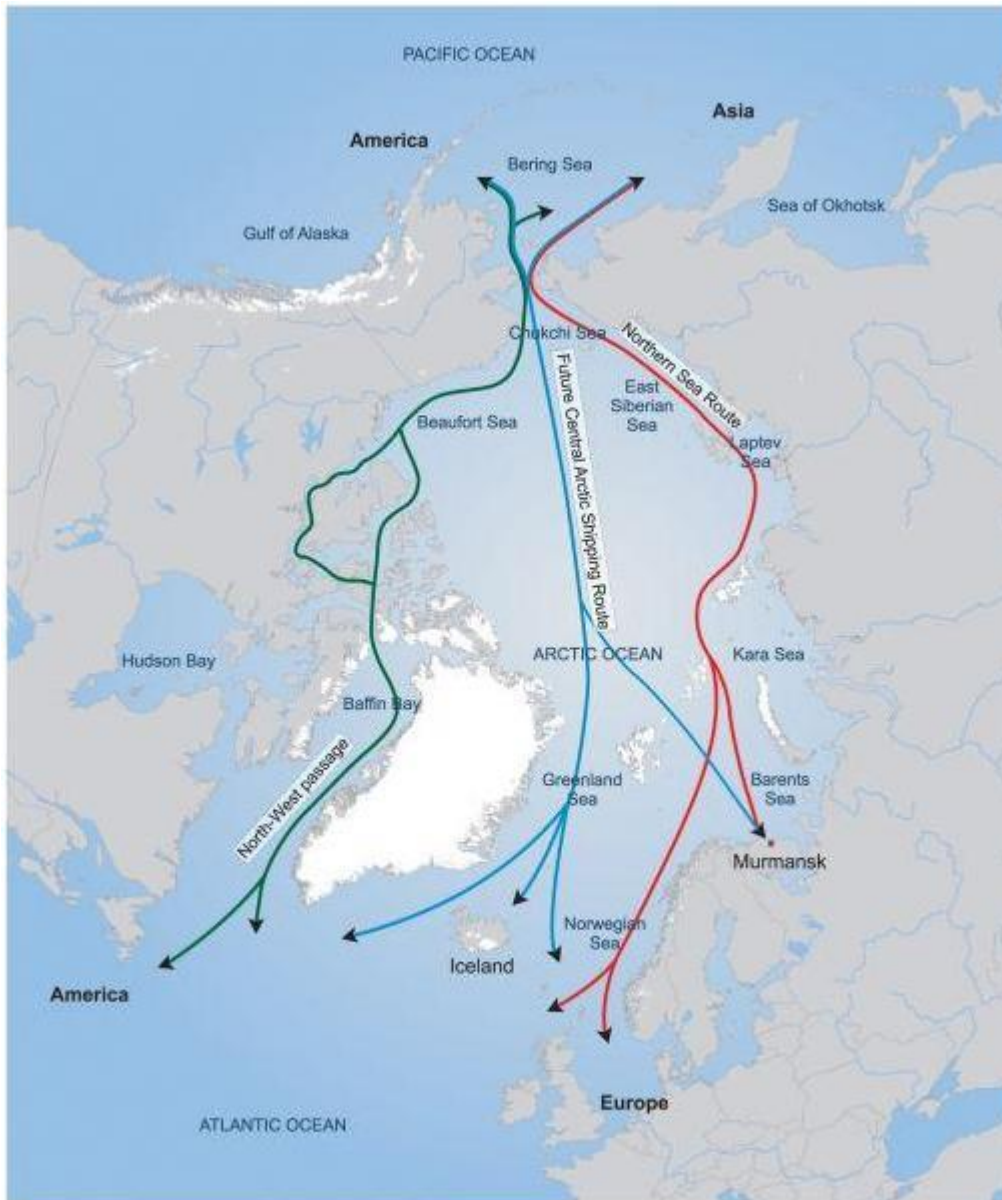 PACIFIC OCEAN
Asia
America
Bering Sea
Sea of Okhotsk
Gulf of Alaska
Chukchi Sea
Northern Sea Route
Future Central Arctic Shipping Route
East
Siberian
Sea
Beaufort Sea
Laptev
Sea
ARCTIC OCEAN
Kara Sea
Hudson Bay
Baffin Bay
North-West passage
Greenland
Sea
Barents
Sea
Murmansk
Norwegian
Sea
Iceland
America
Europe
ATLANTIC OCEAN